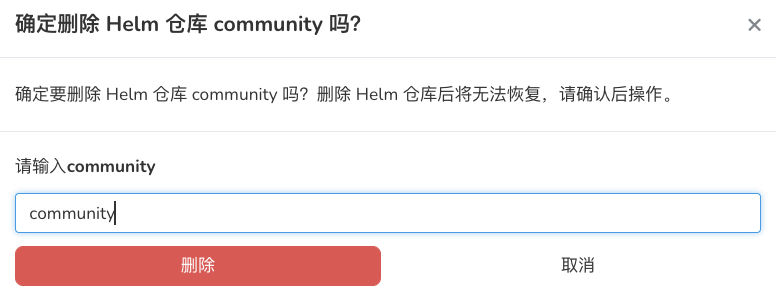 确定删除 Helm 仓库 community 吗？
确定要删除 Helm 仓库 community 吗？删除 Helm 仓库后将无法恢复，请确认后操作。
请输入community
community
删除
取消